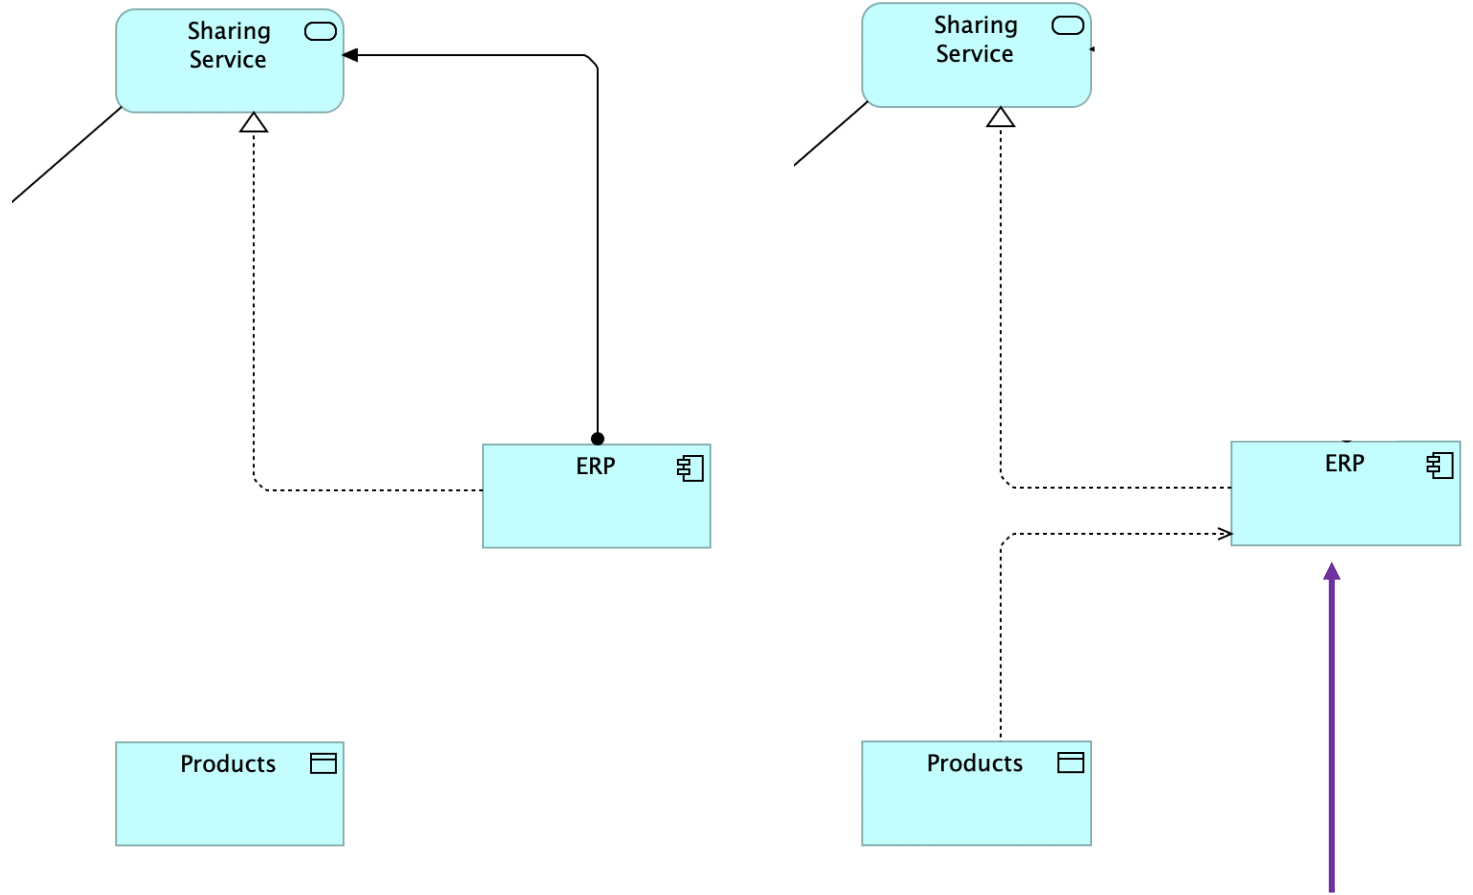 Sharing
Service
ERP
Products
Sharing
Service
ERP
Products